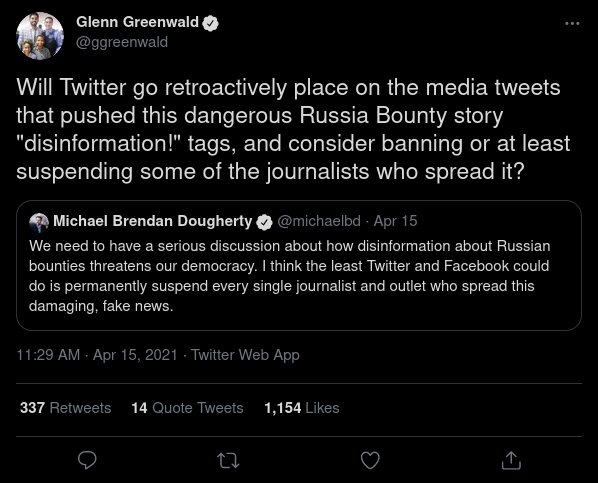 Glenn Greenwald
@ggreenwald
Will Twitter go retroactively place on the media tweets
that pushed this dangerous Russia Bounty story
"disinformation!" tags, and consider banning or at least
suspending some of the journalists who spread it?
Michael Brendan Dougherty @michaelbd · Apr 15
We need to have a serious discussion about how disinformation about Russian
bounties threatens our democracy. I think the least Twitter and Facebook could
do is permanently suspend every single journalist and outlet who spread this
damaging, fake news.
11:29 AM · Apr 15, 2021 · Twitter Web App
337 Retweets 14 Quote Tweets 1,154 Likes